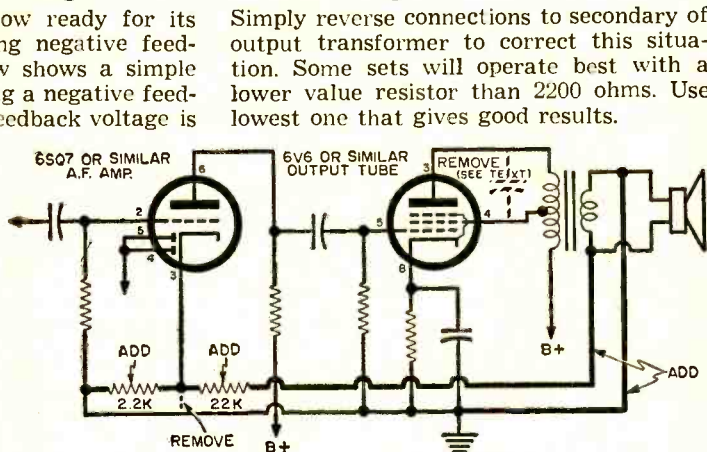 ow ready for its
ng negative feed-
w shows a simple
g a negative feed-
eedback voltage is
Simply reverse connections to secondary of
output transformer to correct this situa-
tion. Some sets will operate best with a
lower value resistor than 2200 ohms. Use
lowest one that gives good results.
6SQ7 OR SIMILAR
A.F. AMP.
6V6 OR SIMILAR
OUTPUT TUBE
REMOVE
(SEE TEXT)
6
2
5
4
3
3
5
4
8
ADD
2.2K
ADD
22K
REMOVE
B+
B+
ADD